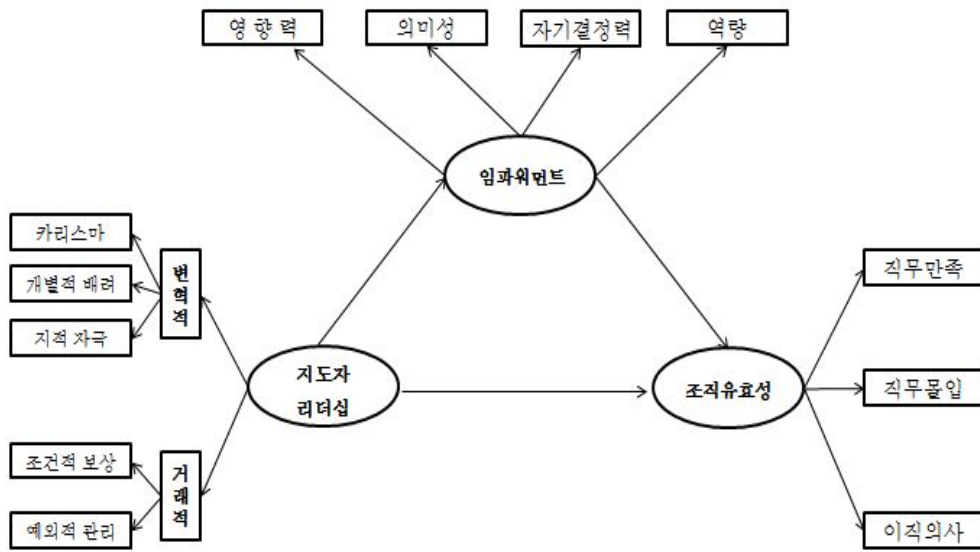 영향력
의미성
자기결정력
역량
임파워먼트
카리스마
개별적 배려
지적 자극
변혁적
지도자
리더십
조직유효성
직무만족
직무몰입
이직의사
조건적 보상
예외적 관리
거래적